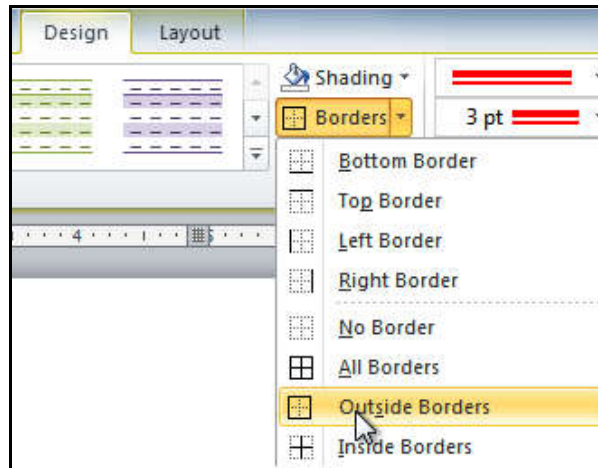 Design Layout
Shading
Borders 3 pt
Bottom Border
Top Border
4
Left Border
Right Border
No Border
All Borders
Outside Borders
Inside Borders